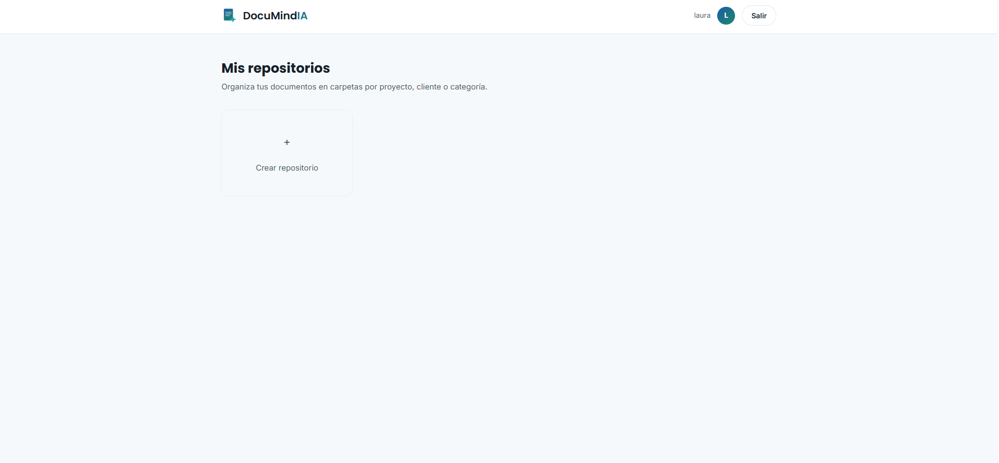 DocuMindIA
laura
L
Salir
Mis repositorios
Organiza tus documentos en carpetas por proyecto, cliente o categoría.
+
Crear repositorio